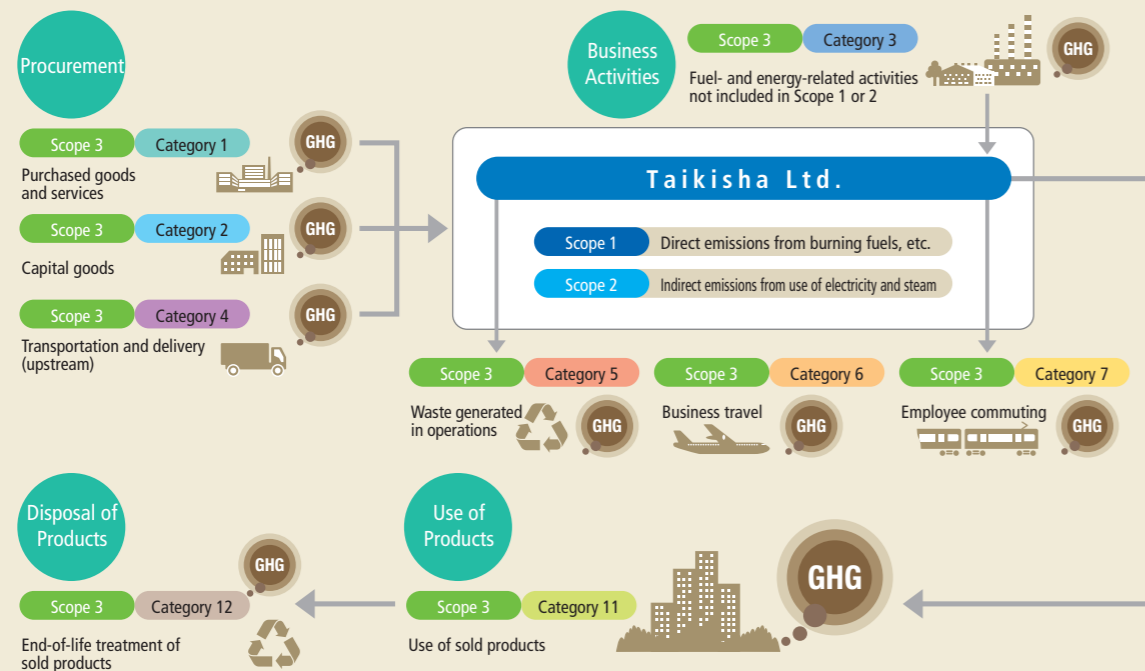 Procurement
Scope 3 Category 1
GHG
Purchased goods
and services
Scope 3 Category 2
GHG
Capital goods
Scope 3 Category 4
GHG
Transportation and delivery
(upstream)
Business
Activities
Scope 3 Category 3
GHG
Fuel- and energy-related activities
not included in Scope 1 or 2
Taikisha Ltd.
Scope 1 Direct emissions from burning fuels, etc.
Scope 2 Indirect emissions from use of electricity and steam
Scope 3 Category 5
Waste generated
in operations
GHG
Scope 3 Category 6
Business travel
GHG
Scope 3 Category 7
Employee commuting
GHG
Disposal of
Products
GHG
Scope 3 Category 12
End-of-life treatment of
sold products
Use of
Products
GHG
Scope 3 Category 11
Use of sold products